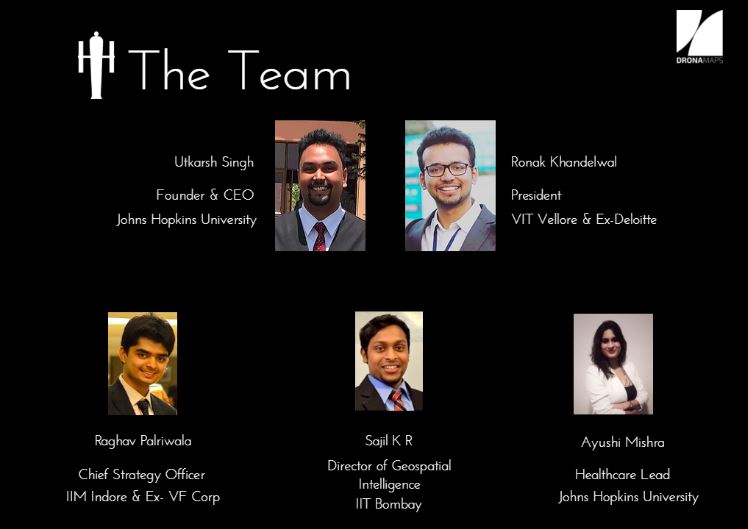 The Team
DRONAMAPS
Utkarsh Singh
Founder & CEO
Johns Hopkins University
Ronak Khandelwal
President
VIT Vellore & Ex-Deloitte
Raghav Palriwala
Chief Strategy Officer
IIM Indore & Ex- VF Corp
Sajil K R
Director of Geospatial
Intelligence
IIT Bombay
Ayushi Mishra
Healthcare Lead
Johns Hopkins University